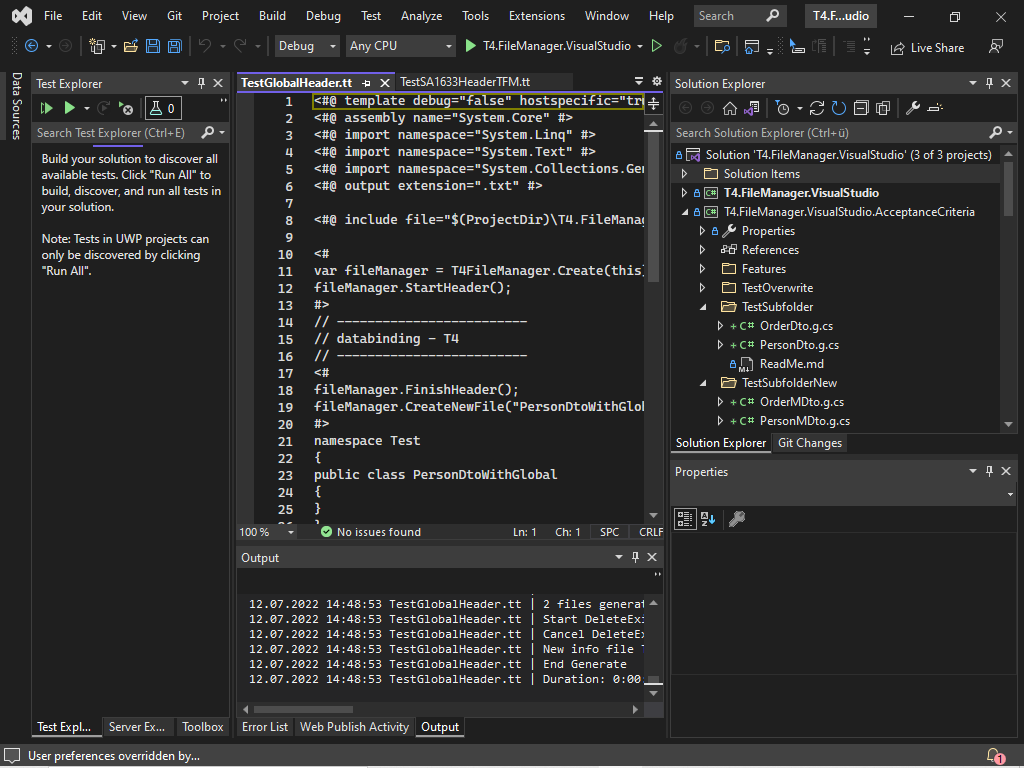 File Edit View Git Project Build Debug Test Analyze Tools Extensions Window Help Search T4.F...udio
Debug Any CPU T4.FileManager.VisualStudio Live Share
Data Sources
Test Explorer
0
Search Test Explorer (Ctrl+E)
Build your solution to discover all
available tests. Click "Run All" to
build, discover, and run all tests in
your solution.
Note: Tests in UWP projects can
only be discovered by clicking
"Run All".
Test Expl... Server Ex... Toolbox
TestGlobalHeader.tt TestSA1633HeaderTFM.tt
1 <#@ template debug="false" hostspecific="tr
2 <#@ assembly name="System.Core" #>
3 <#@ import namespace="System.Linq" #>
4 <#@ import namespace="System.Text" #>
5 <#@ import namespace="System.Collections.Ge
6 <#@ output extension=".txt" #>
7
8 <#@ include file="$(ProjectDir)\T4.FileMana
9
10 <#
11 var fileManager = T4FileManager.Create(this
12 fileManager.StartHeader();
13 #>
14 // -------------------------
15 // databinding - T4
16 // -------------------------
17 <#
18 fileManager.FinishHeader();
19 fileManager.CreateNewFile("PersonDtoWithGlo
20 #>
21 namespace Test
22 {
23 public class PersonDtoWithGlobal
24 {
25 }
100 % No issues found Ln: 1 Ch: 1 SPC CRLF
Output
12.07.2022 14:48:53 TestGlobalHeader.tt | 2 files generat
12.07.2022 14:48:53 TestGlobalHeader.tt | Start DeleteExi
12.07.2022 14:48:53 TestGlobalHeader.tt | Cancel DeleteEx
12.07.2022 14:48:53 TestGlobalHeader.tt | New info file
12.07.2022 14:48:53 TestGlobalHeader.tt | End Generate
12.07.2022 14:48:53 TestGlobalHeader.tt | Duration: 0:00
Error List Web Publish Activity Output
Solution Explorer
Search Solution Explorer (Ctrl+ü)
Solution 'T4.FileManager.VisualStudio' (3 of 3 projects)
Solution Items
C# T4.FileManager.VisualStudio
C# T4.FileManager.VisualStudio.AcceptanceCriteria
Properties
References
Features
TestOverwrite
TestSubfolder
+ C# OrderDto.g.cs
+ C# PersonDto.g.cs
ReadMe.md
TestSubfolderNew
+ C# OrderMDto.g.cs
+ C# PersonMDto.g.cs
Solution Explorer Git Changes
Properties
User preferences overridden by... 1